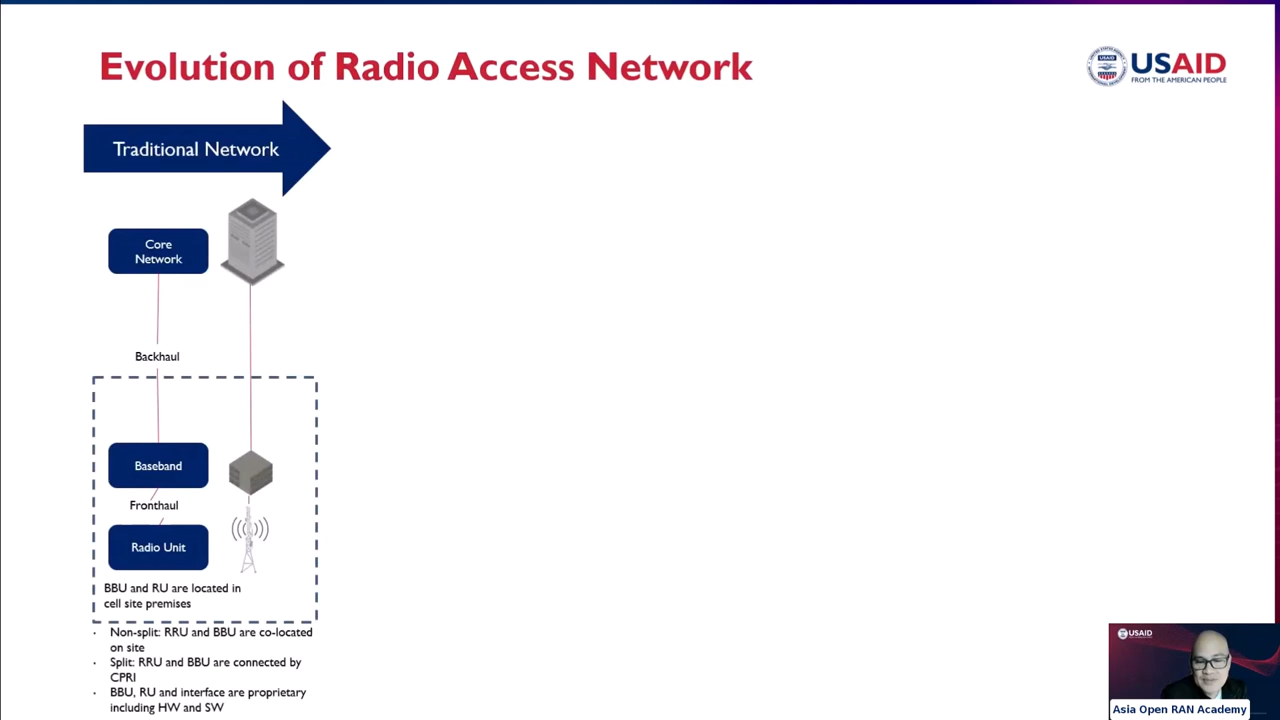 Evolution of Radio Access Network
USAID
FROM THE AMERICAN PEOPLE
Traditional Network
Core
Network
Backhaul
Baseband
Fronthaul
Radio Unit
BBU and RU are located in
cell site premises
· Non-split: RRU and BBU are co-located
on site
· Split: RRU and BBU are connected by
CPRI
· BBU, RU and interface are proprietary
including HW and SW
USAID
Asia Open RAN Academy